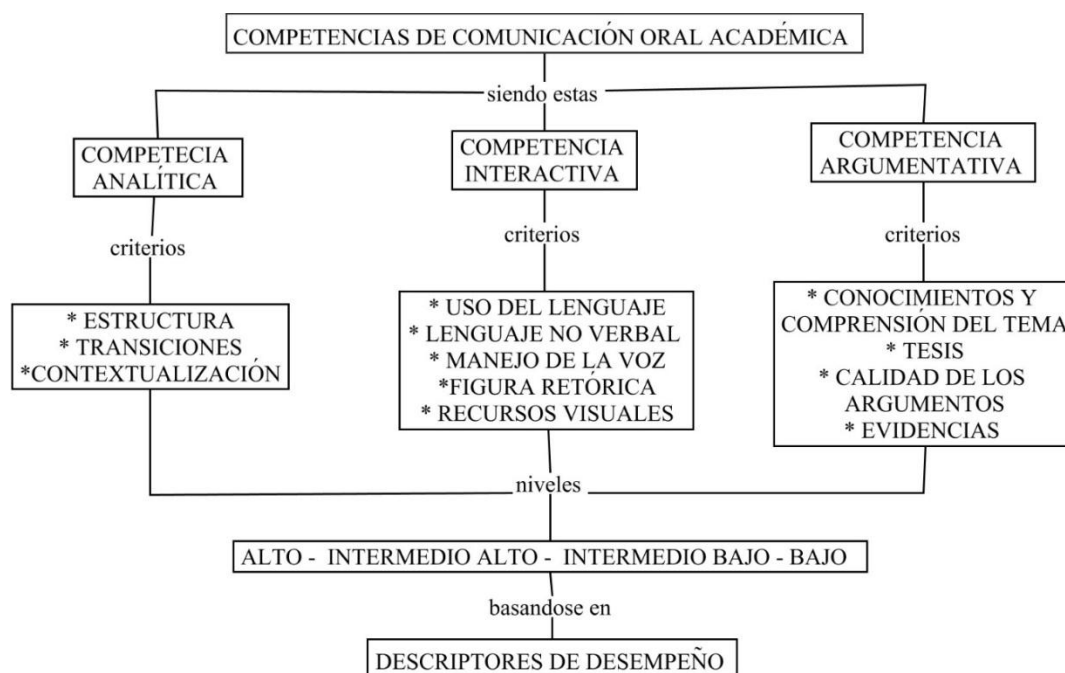 COMPETENCIAS DE COMUNICACIÓN ORAL ACADÉMICA
siendo estas
COMPETECIA
ANALÍTICA
COMPETENCIA
INTERACTIVA
COMPETENCIA
ARGUMENTATIVA
criterios
criterios
criterios
* ESTRUCTURA
* TRANSICIONES
*CONTEXTUALIZACIÓN
* USO DEL LENGUAJE
* LENGUAJE NO VERBAL
* MANEJO DE LA VOZ
*FIGURA RETÓRICA
* RECURSOS VISUALES
* CONOCIMIENTOS Y
COMPRENSIÓN DEL TEMA
* TESIS
* CALIDAD DE LOS
ARGUMENTOS
* EVIDENCIAS
niveles
ALTO - INTERMEDIO ALTO - INTERMEDIO BAJO - BAJO
basandose en
DESCRIPTORES DE DESEMPEÑO